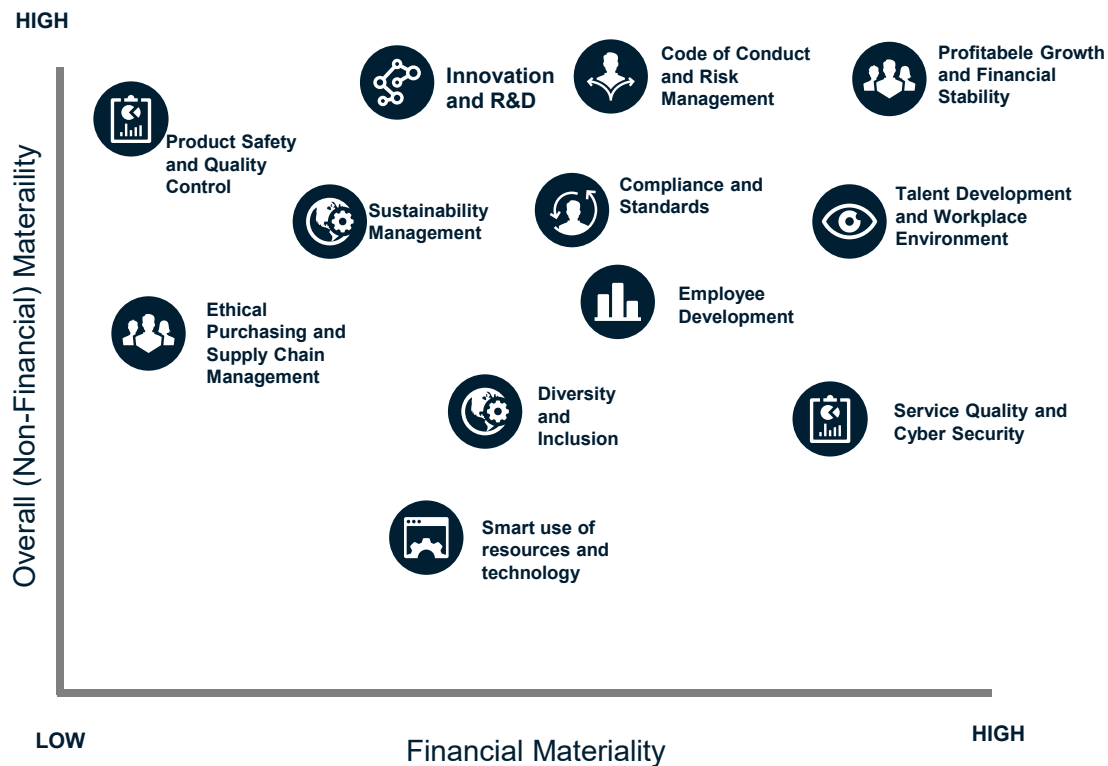 HIGH
Innovation
and R&D
Code of Conduct
and Risk
Management
Profitabele Growth
and Financial
Stability
Product Safety
and Quality
Control
Sustainability
Management
Compliance and
Standards
Talent Development
and Workplace
Environment
Ethical
Purchasing and
Supply Chain
Management
Employee
Development
Diversity
and
Inclusion
Service Quality and
Cyber Security
Smart use of
resources and
technology
Overall (Non-Financial) Materaility
LOW
Financial Materiality
HIGH